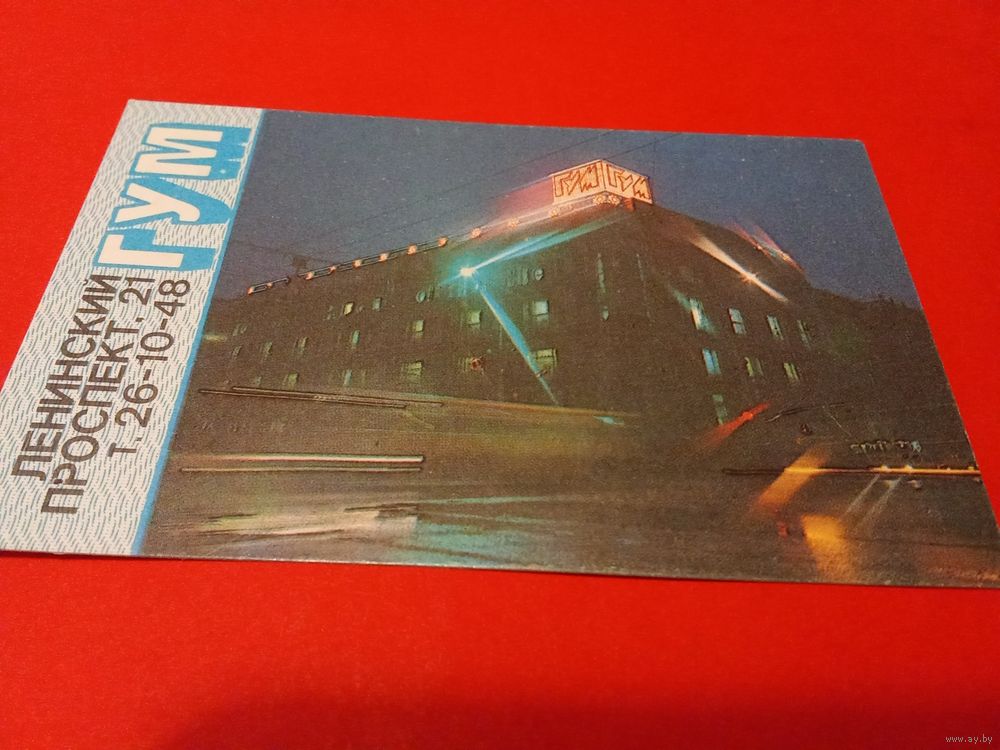 ГУМ
ЛЕНИНСКИЙ
ПРОСПЕКТ, 21
Т. 26-10-48
ГУМ ГУМ
www.ay.by